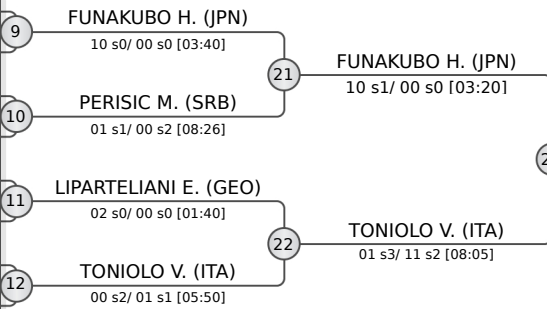 9
FUNAKUBO H. (JPN)
10 s0/ 00 s0 [03:40]
21
FUNAKUBO H. (JPN)
10 s1/ 00 s0 [03:20]
10
PERISIC M. (SRB)
01 s1/ 00 s2 [08:26]
11
LIPARTELIANI E. (GEO)
02 s0/ 00 s0 [01:40]
22
TONIOLO V. (ITA)
01 s3/ 11 s2 [08:05]
12
TONIOLO V. (ITA)
00 s2/ 01 s1 [05:50]